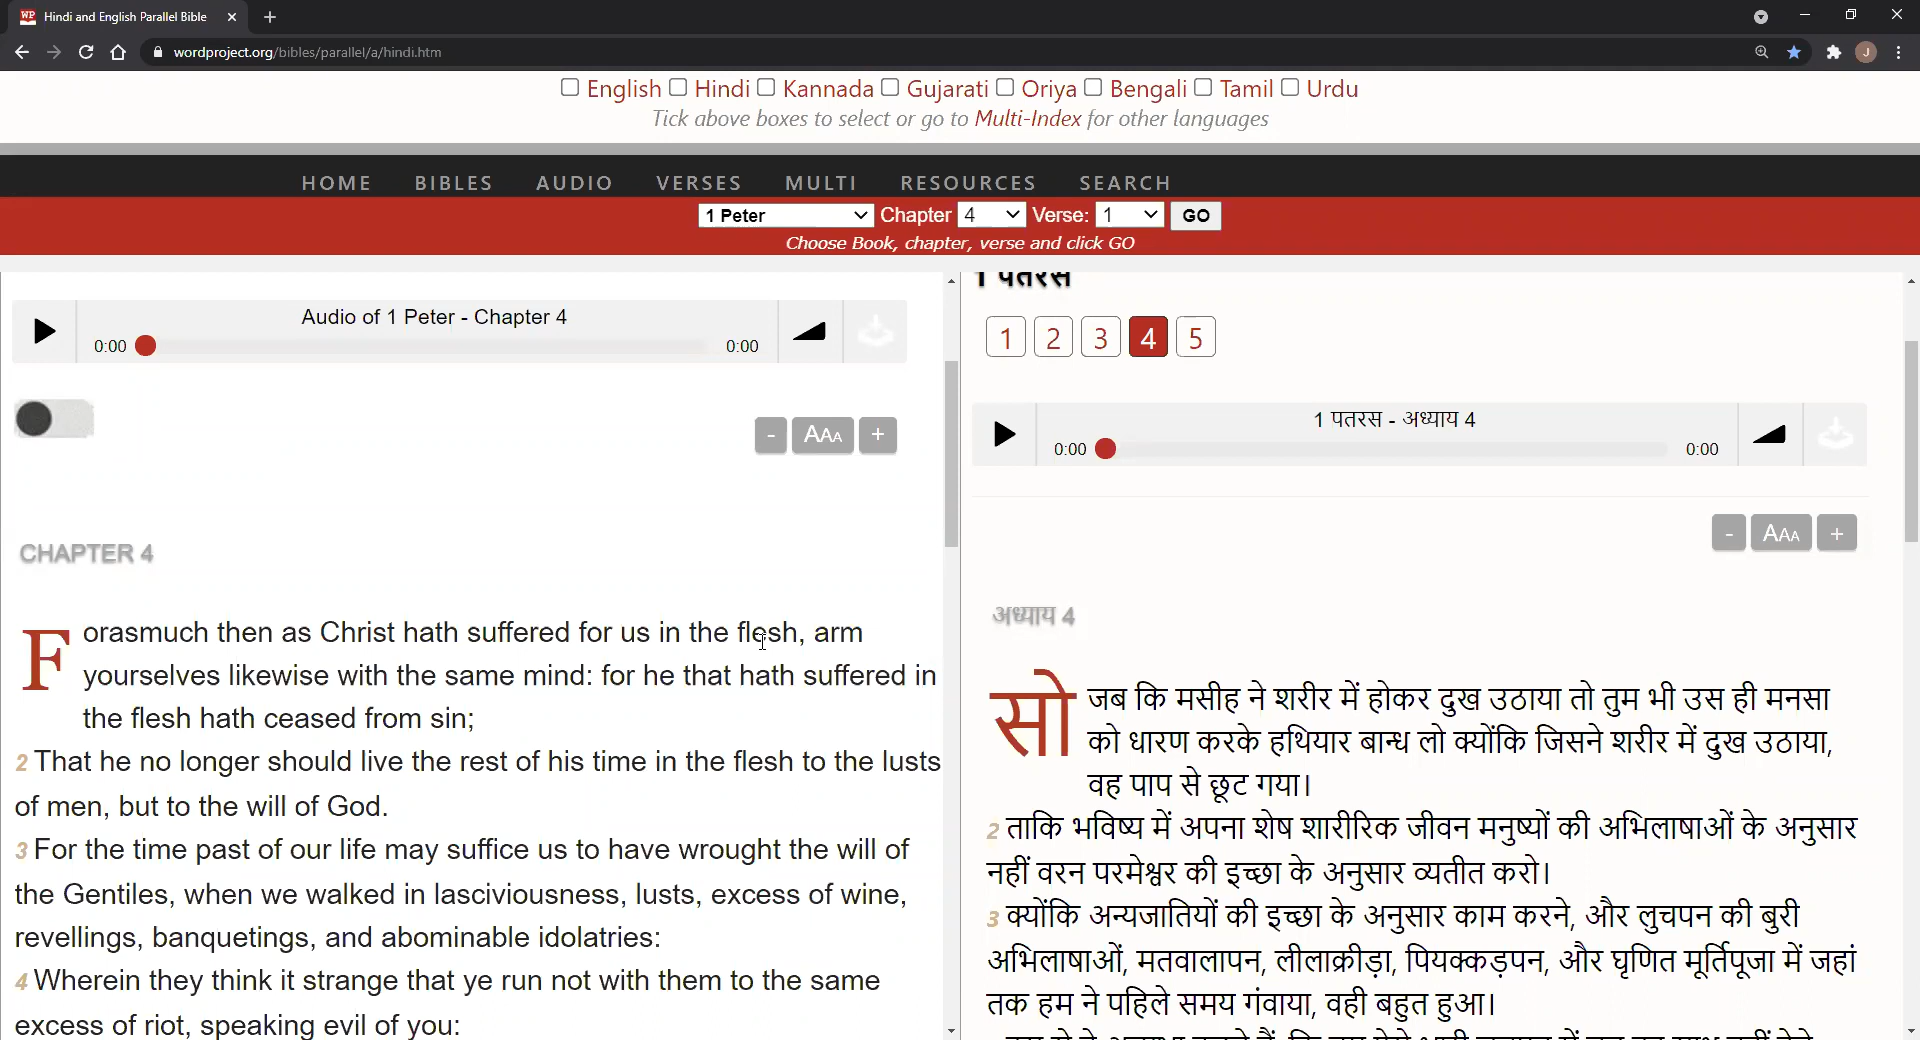 Hindi and English Parallel Bible
wordproject.org/bibles/parallel/a/hindi.htm
J
English Hindi Kannada Gujarati Oriya Bengali Tamil Urdu
Tick above boxes to select or go to Multi-Index for other languages
HOME BIBLES AUDIO VERSES MULTI RESOURCES SEARCH
1 Peter Chapter 4 Verse: 1 GO
Choose Book, chapter, verse and click GO
Audio of 1 Peter - Chapter 4
0:00 0:00
- AAA +
CHAPTER 4
Forasmuch then as Christ hath suffered for us in the flesh, arm
yourselves likewise with the same mind: for he that hath suffered in
the flesh hath ceased from sin;
2 That he no longer should live the rest of his time in the flesh to the lusts
of men, but to the will of God.
3 For the time past of our life may suffice us to have wrought the will of
the Gentiles, when we walked in lasciviousness, lusts, excess of wine,
revellings, banquetings, and abominable idolatries:
4 Wherein they think it strange that ye run not with them to the same
excess of riot, speaking evil of you:
1 पतरस
1 2 3 4 5
1 पतरस - अध्याय 4
0:00 0:00
- AAA +
अध्याय 4
सो जब कि मसीह ने शरीर में होकर दुख उठाया तो तुम भी उस ही मनसा
को धारण करके हथियार बान्ध लो क्योंकि जिसने शरीर में दुख उठाया,
वह पाप से छूट गया।
2 ताकि भविष्य में अपना शेष शारीरिक जीवन मनुष्यों की अभिलाषाओं के अनुसार
नहीं वरन परमेश्वर की इच्छा के अनुसार व्यतीत करो।
3 क्योंकि अन्यजातियों की इच्छा के अनुसार काम करने, और लुचपन की बुरी
अभिलाषाओं, मतवालापन, लीलाक्रीड़ा, पियक्कड़पन, और घृणित मूर्तिपूजा में जहां
तक हम ने पहिले समय गंवाया, वही बहुत हुआ।